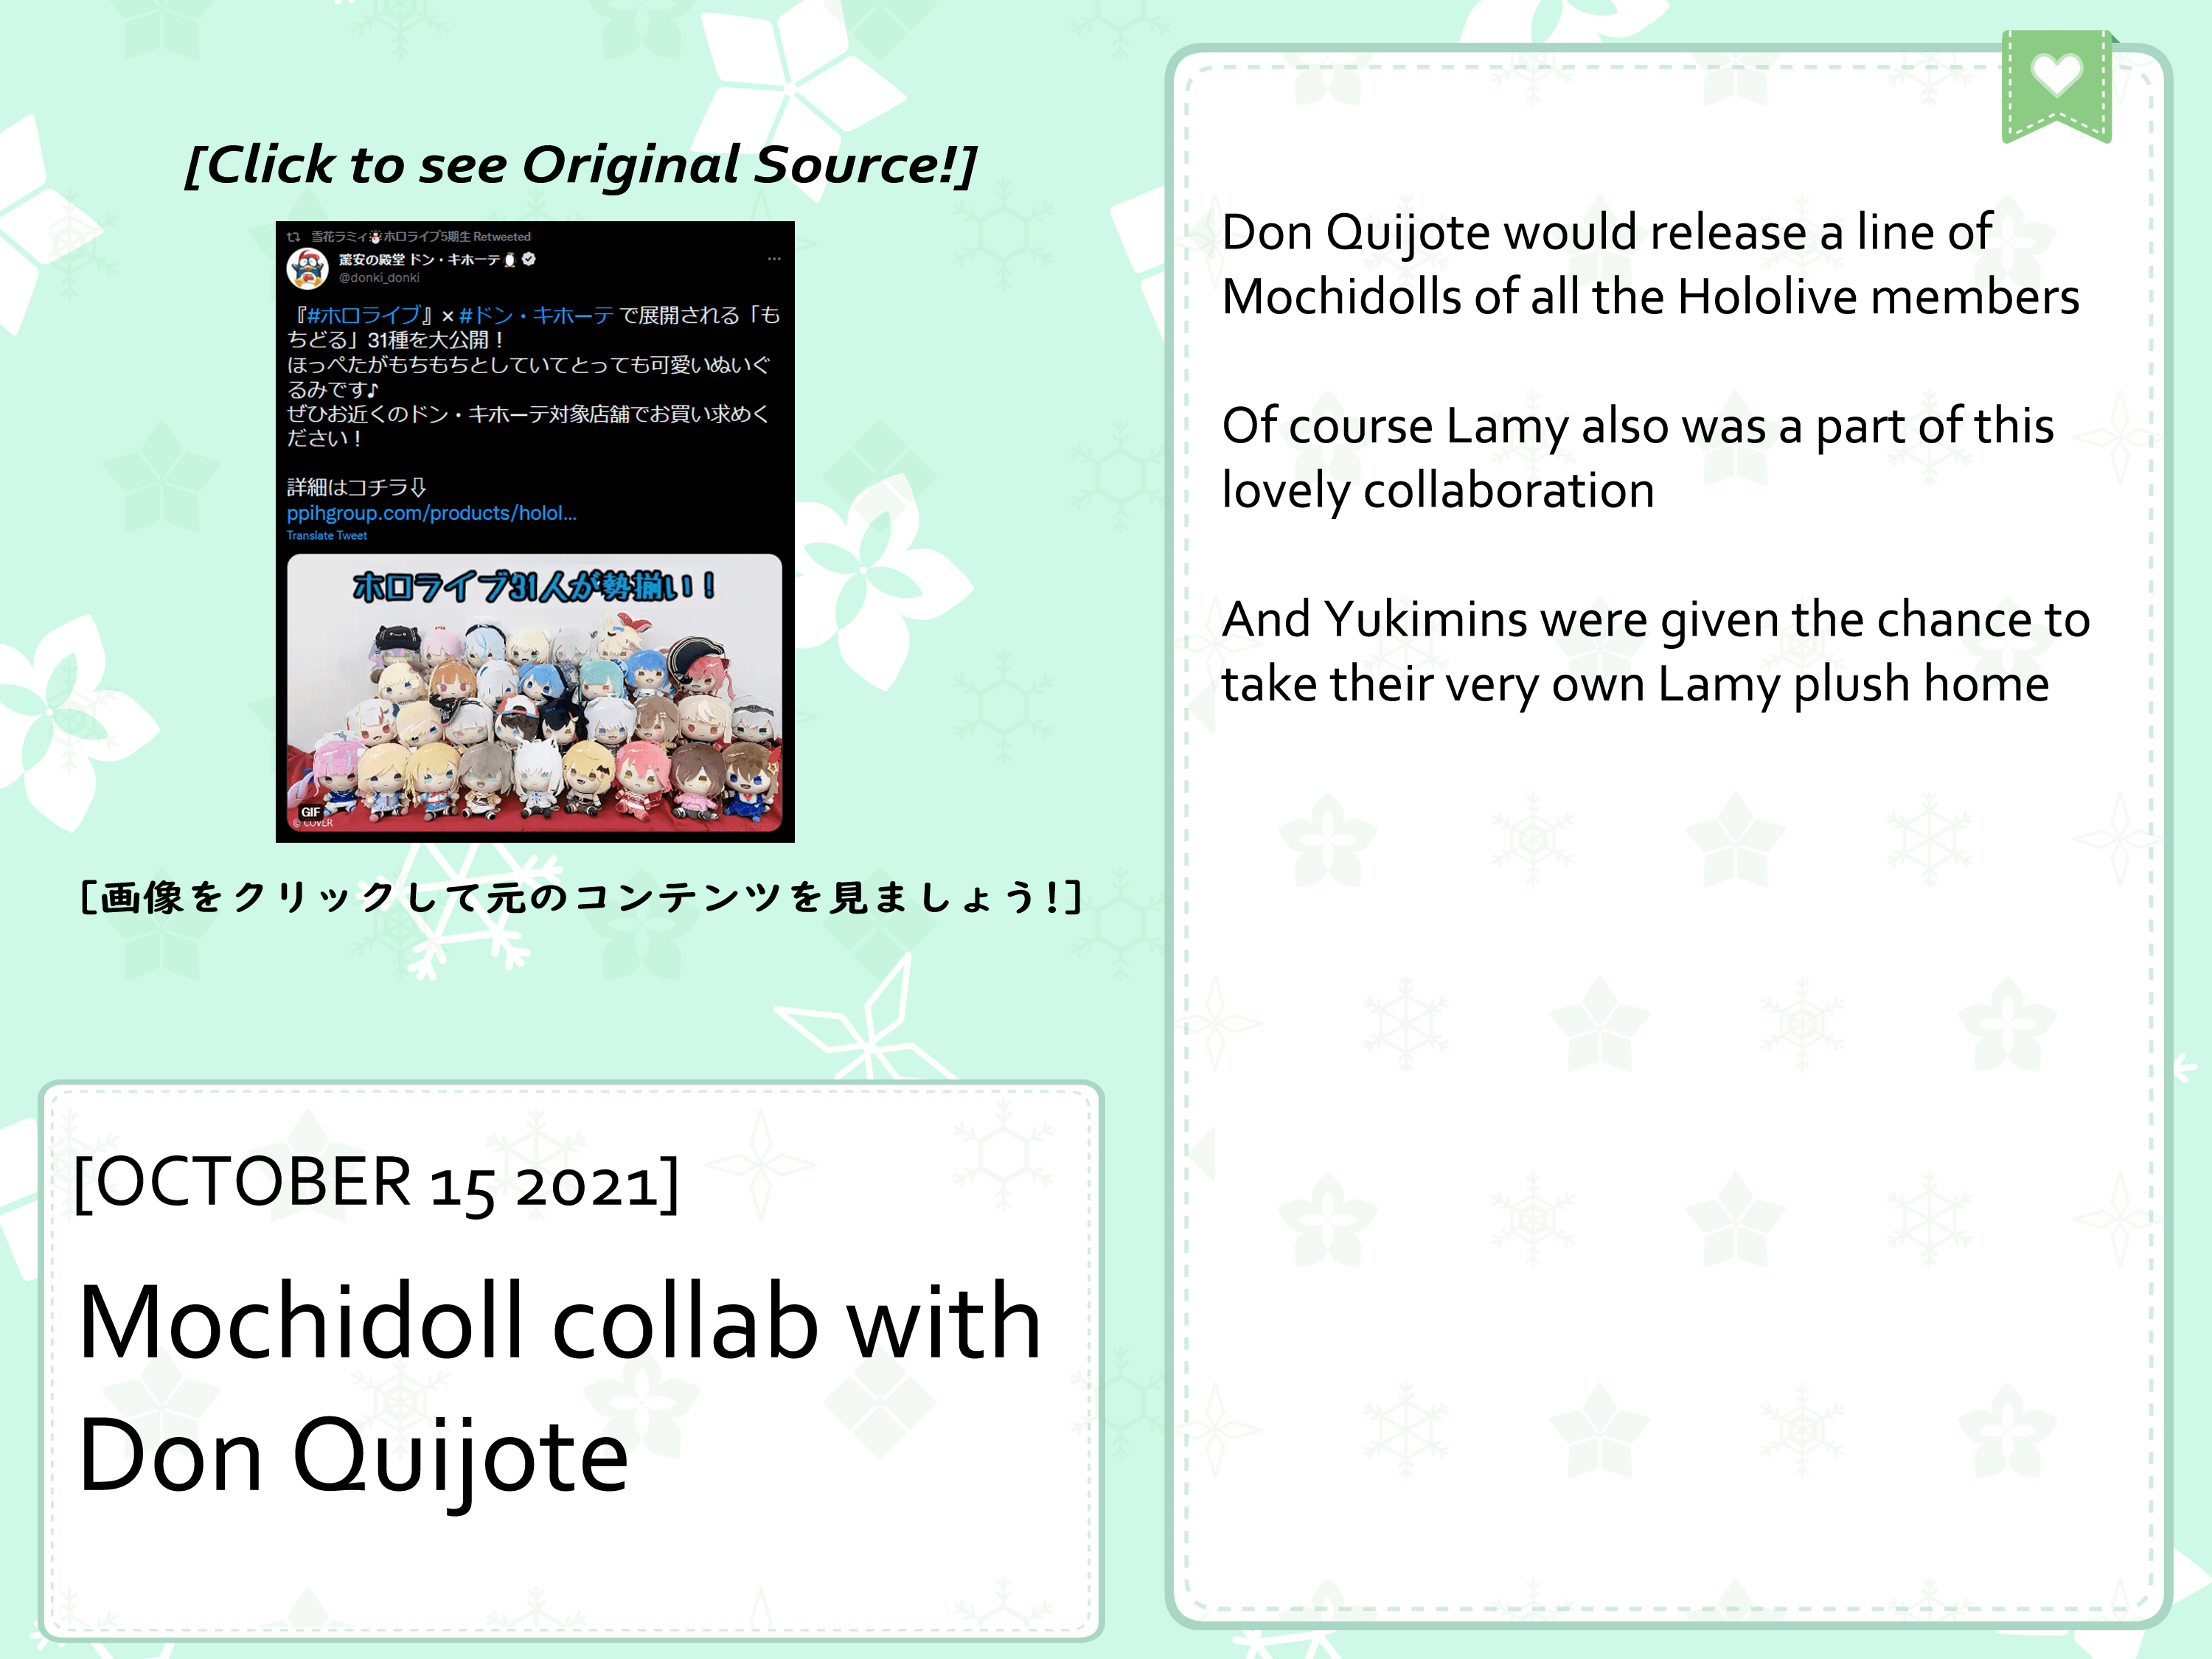 [Click to see Original Source!]
雪花ラミィ☃ホロライブ5期生 Retweeted
驚安の殿堂 ドン・キホーテ🐧
@donki_donki
『#ホロライブ』× #ドン・キホーテ で展開される「も
ちどる」31種を大公開！
ほっぺたがもちもちとしていてとっても可愛いぬいぐ
るみです♪
ぜひお近くのドン・キホーテ対象店舗でお買い求めく
ださい！
詳細はコチラ⇩
ppihgroup.com/products/holol...
Translate Tweet
ホロライブ31人が勢揃い！
GIF
© COVER
[画像をクリックして元のコンテンツを見ましょう!]
[OCTOBER 15 2021]
Mochidoll collab with
Don Quijote
Don Quijote would release a line of
Mochidolls of all the Hololive members
Of course Lamy also was a part of this
lovely collaboration
And Yukimins were given the chance to
take their very own Lamy plush home